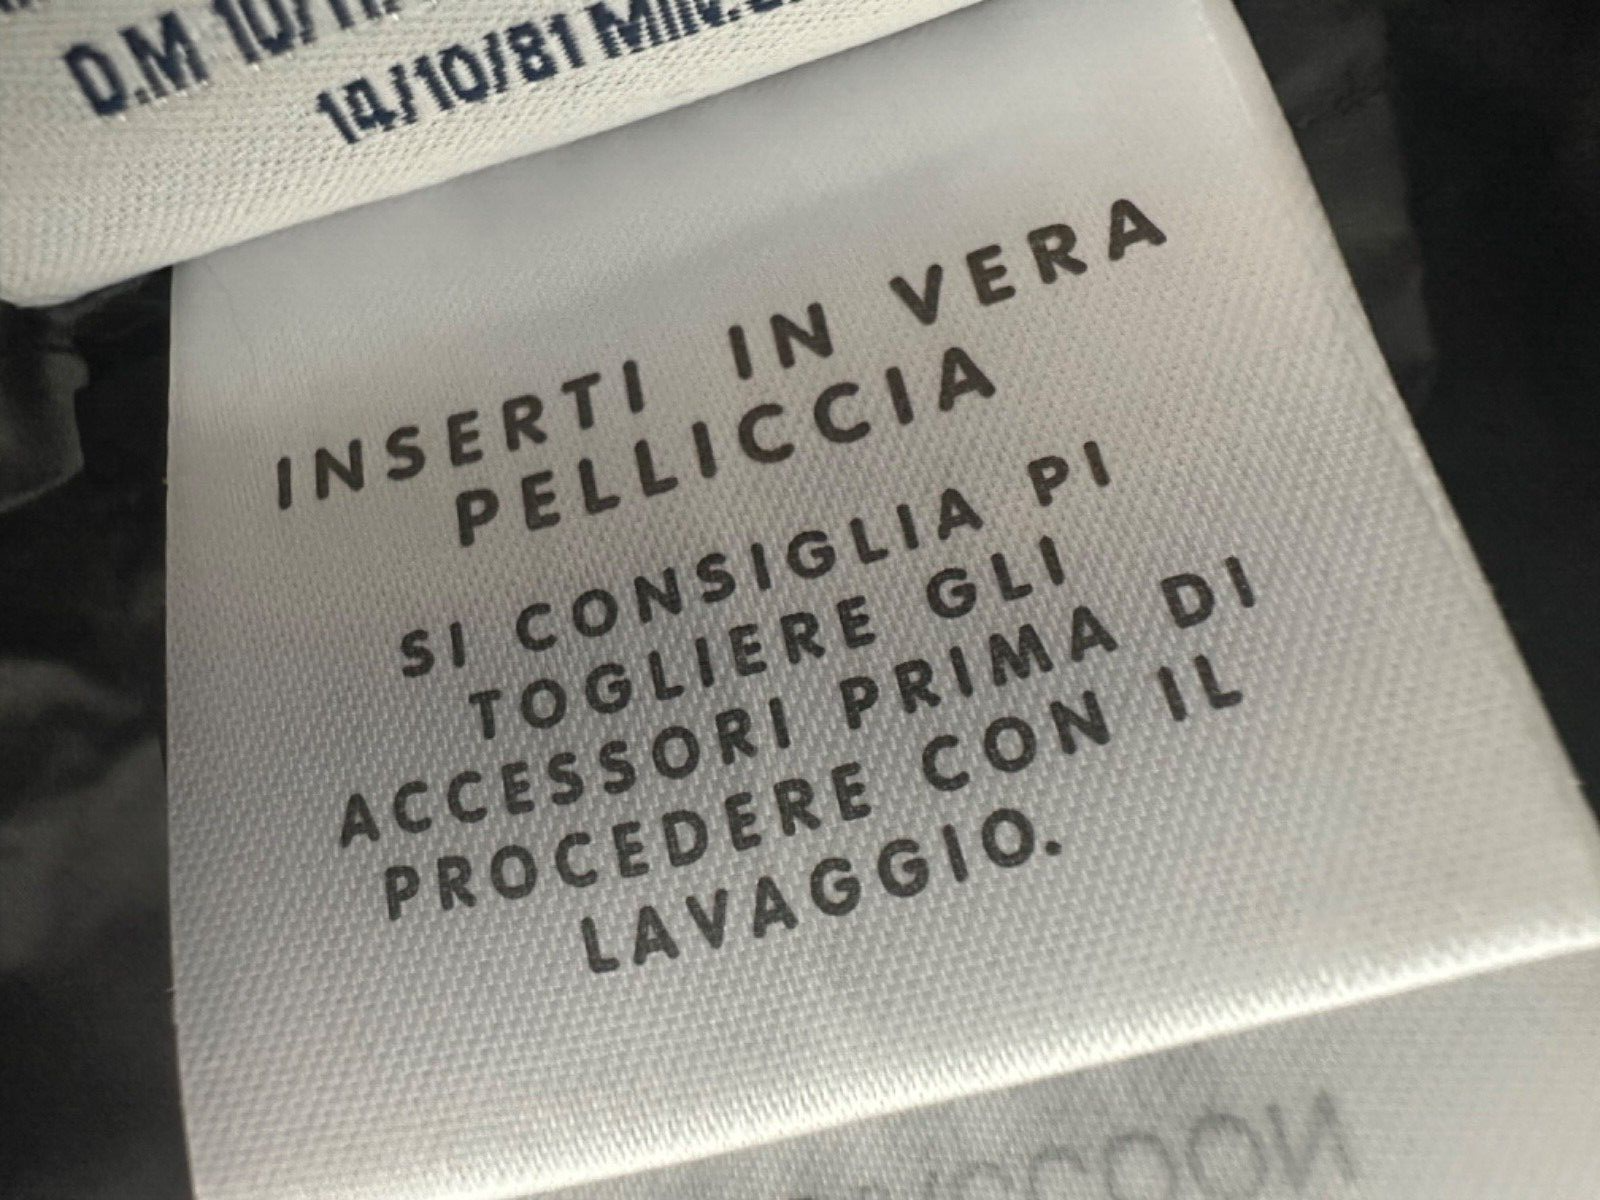 D.M 10/11
14/10/81 MIN.
INSERTI IN VERA
PELLICCIA
SI CONSIGLIA PI
TOGLIERE GLI
ACCESSORI PRIMA DI
PROCEDERE CON IL
LAVAGGIO.